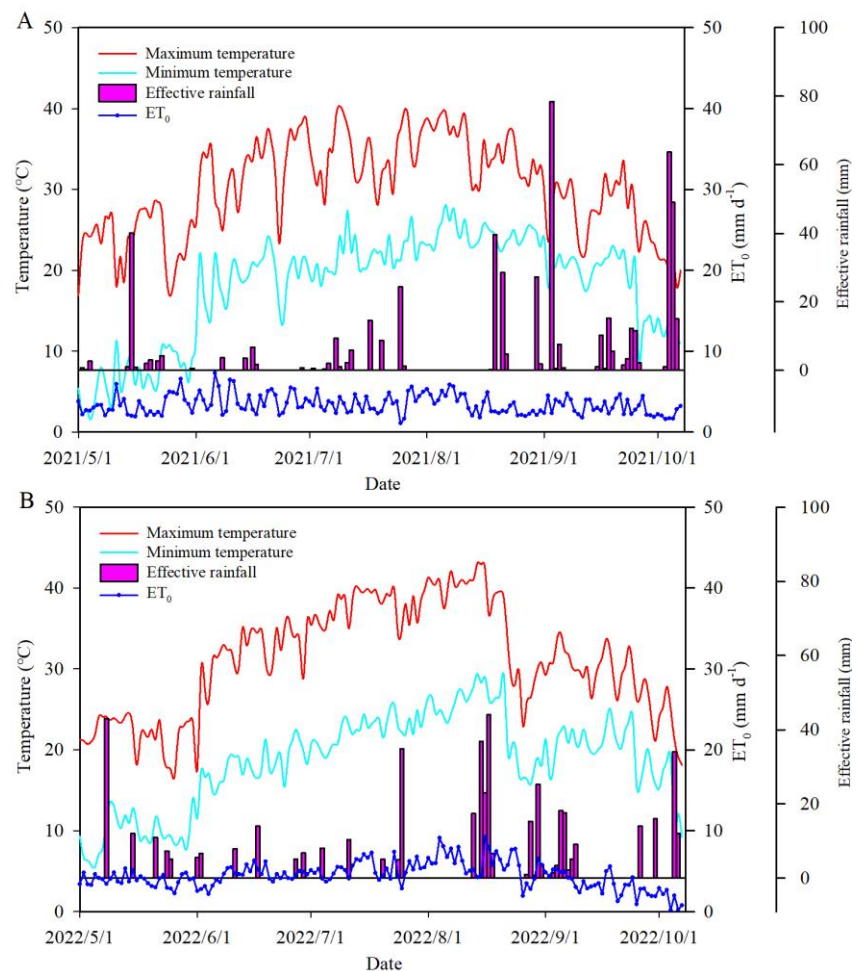 A
Maximum temperature
Minimum temperature
Effective rainfall
ET0
50
40
30
20
10
0
Temperature (°C)
50
40
30
20
10
0
ET0 (mm d-1)
100
80
60
40
20
0
Effective rainfall (mm)
2021/5/1 2021/6/1 2021/7/1 2021/8/1 2021/9/1 2021/10/1
Date
B
Maximum temperature
Minimum temperature
Effective rainfall
ET0
50
40
30
20
10
0
Temperature (°C)
50
40
30
20
10
0
ET0 (mm d-1)
100
80
60
40
20
0
Effective rainfall (mm)
2022/5/1 2022/6/1 2022/7/1 2022/8/1 2022/9/1 2022/10/1
Date